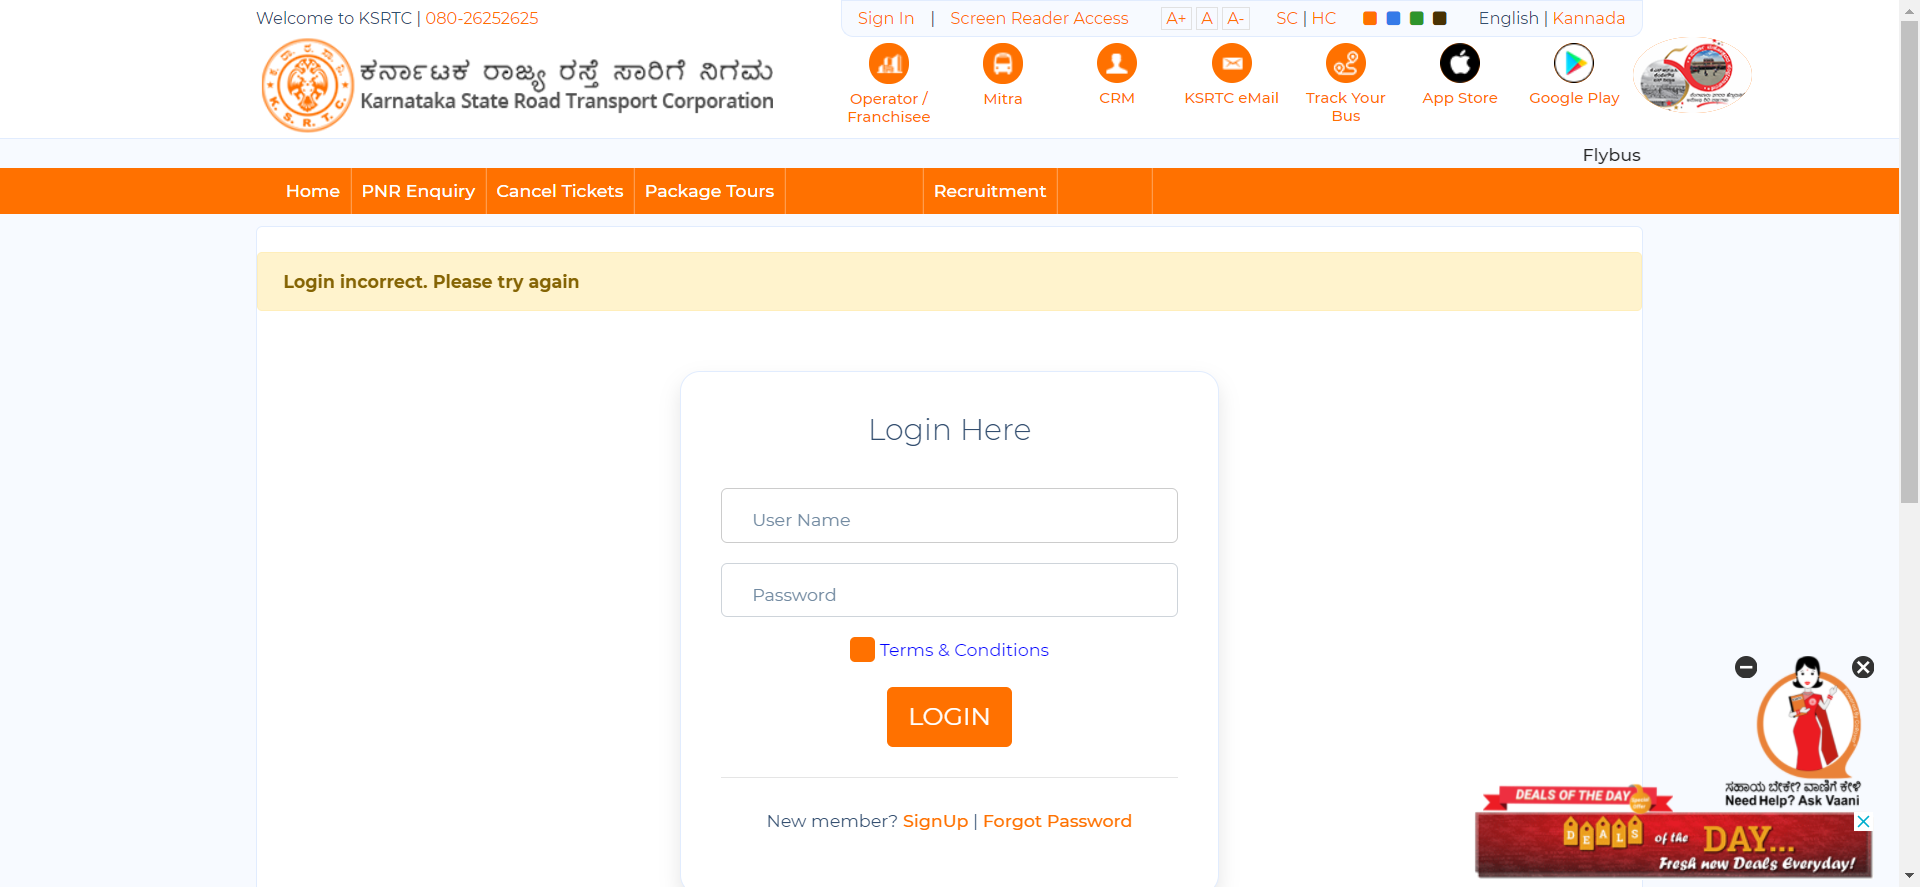 Welcome to KSRTC | 080-26252625
Sign In | Screen Reader Access A+ A A- SC | HC English | Kannada
ಕರ್ನಾಟಕ ರಾಜ್ಯ ರಸ್ತೆ ಸಾರಿಗೆ ನಿಗಮ
Karnataka State Road Transport Corporation
K.S.R.T.C.
Operator /
Franchisee
Mitra
CRM
KSRTC eMail
Track Your
Bus
App Store
Google Play
Flybus
Home PNR Enquiry Cancel Tickets Package Tours Recruitment
Login incorrect. Please try again
Login Here
User Name
Password
Terms & Conditions
LOGIN
New member? SignUp | Forgot Password
ಸಹಾಯ ಬೇಕೇ? ವಾಣಿಗೆ ಕೇಳಿ
Need Help? Ask Vaani
DEALS OF THE DAY
DEALS of the DAY...
Fresh new Deals Everyday!